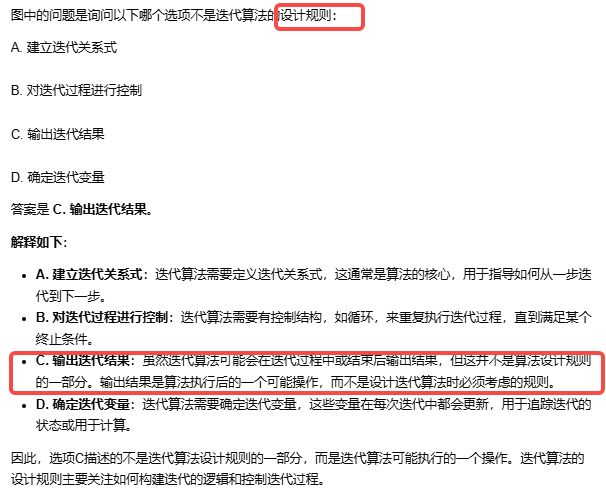 图中的问题是询问以下哪个选项不是迭代算法的设计规则：
A. 建立迭代关系式
B. 对迭代过程进行控制
C. 输出迭代结果
D. 确定迭代变量
答案是 C. 输出迭代结果。
解释如下：
• A. 建立迭代关系式：迭代算法需要定义迭代关系式，这通常是算法的核心，用于指导如何从一步迭
代到下一步。
• B. 对迭代过程进行控制：迭代算法需要有控制结构，如循环，来重复执行迭代过程，直到满足某个
终止条件。
• C. 输出迭代结果：虽然迭代算法可能会在迭代过程中或结束后输出结果，但这并不是算法设计规则
的一部分。输出结果是算法执行后的一个可能操作，而不是设计迭代算法时必须考虑的规则。
• D. 确定迭代变量：迭代算法需要确定迭代变量，这些变量在每次迭代中都会更新，用于追踪迭代的
状态或用于计算。
因此，选项C描述的不是迭代算法设计规则的一部分，而是迭代算法可能执行的一个操作。迭代算法的
设计规则主要关注如何构建迭代的逻辑和控制迭代过程。